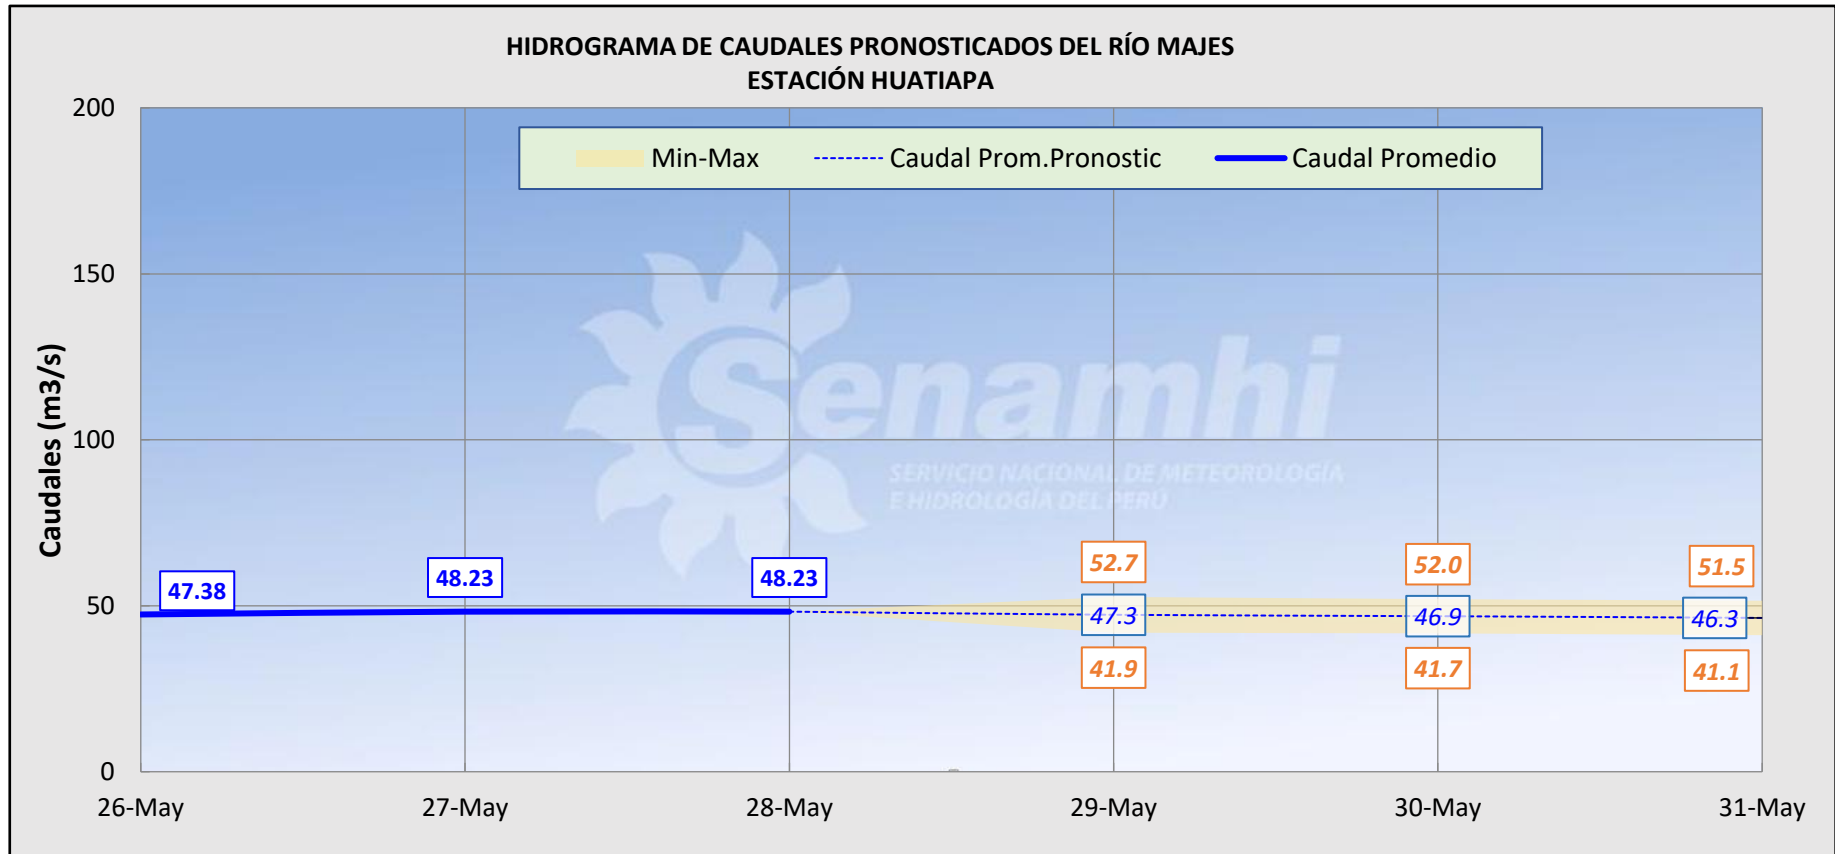 HIDROGRAMA DE CAUDALES PRONOSTICADOS DEL RÍO MAJES
ESTACIÓN HUATIAPA
Min-Max Caudal Prom.Pronostic Caudal Promedio
Caudales (m3/s)
200
150
100
50
0
Senamhi
SERVICIO NACIONAL DE METEOROLOGÍA
E HIDROLOGÍA DEL PERÚ
47.38 48.23 48.23
52.7 52.0 51.5
47.3 46.9 46.3
41.9 41.7 41.1
26-May 27-May 28-May 29-May 30-May 31-May